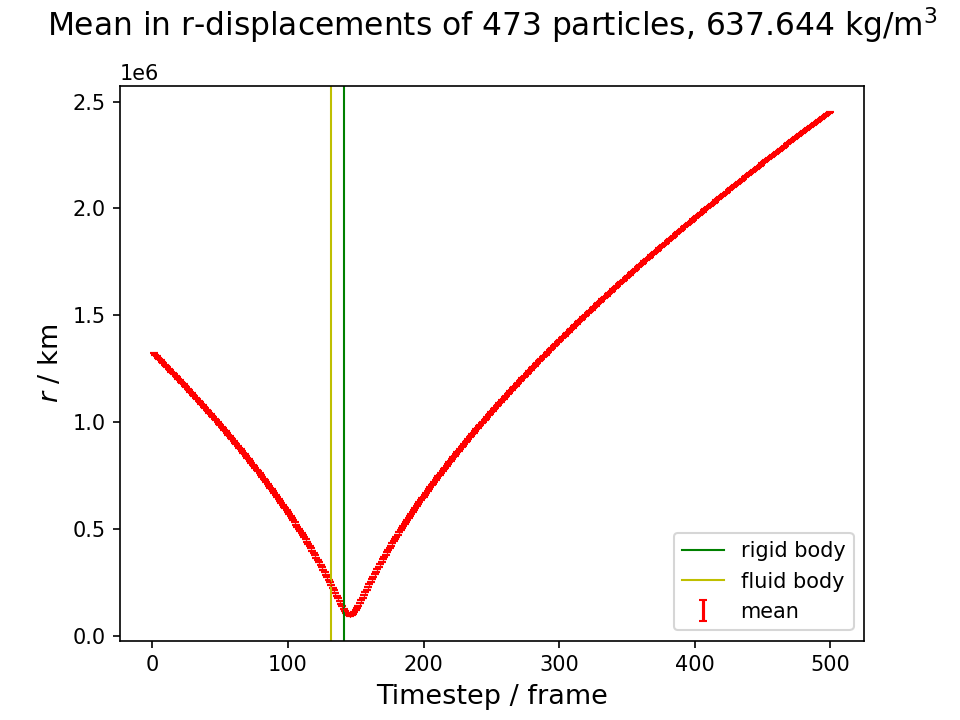 Mean in r-displacements of 473 particles, 637.644 kg/m³
1e6
2.5
2.0
1.5
1.0
0.5
0.0
r / km
0 100 200 300 400 500
Timestep / frame
rigid body
fluid body
mean